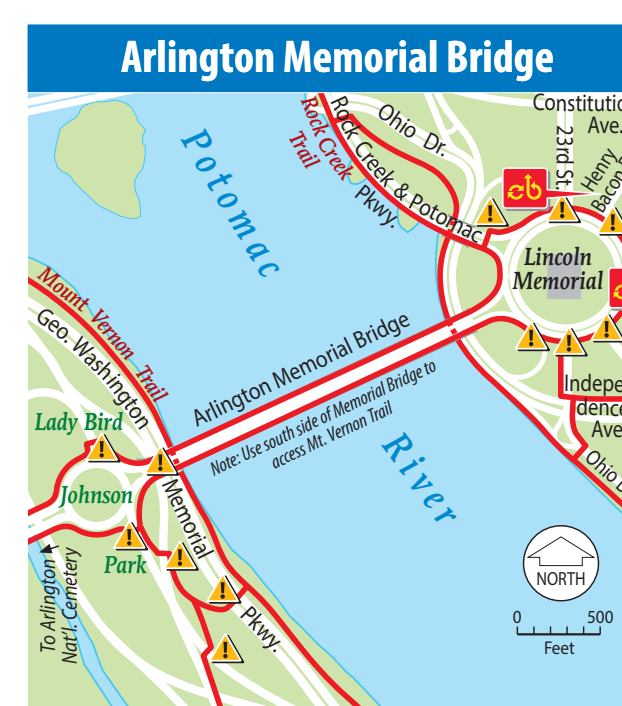 Arlington Memorial Bridge
Constitutio
Ave.
Rock Creek
Trail
Rock Creek & Potomac
Pkwy.
Ohio Dr.
23rd St.
Henry
Bacon
Potomac
Lincoln
Memorial
Mount Vernon Trail
Geo. Washington
Memorial
Pkwy.
Arlington Memorial Bridge
Note: Use south side of Memorial Bridge to
access Mt. Vernon Trail
Indepe
dence
Ave
Ohio D
River
Lady Bird
Johnson
Park
To Arlington
Nat'l. Cemetery
NORTH
0 500
Feet
! ! ! ! ! ! ! ! ! ! ! !